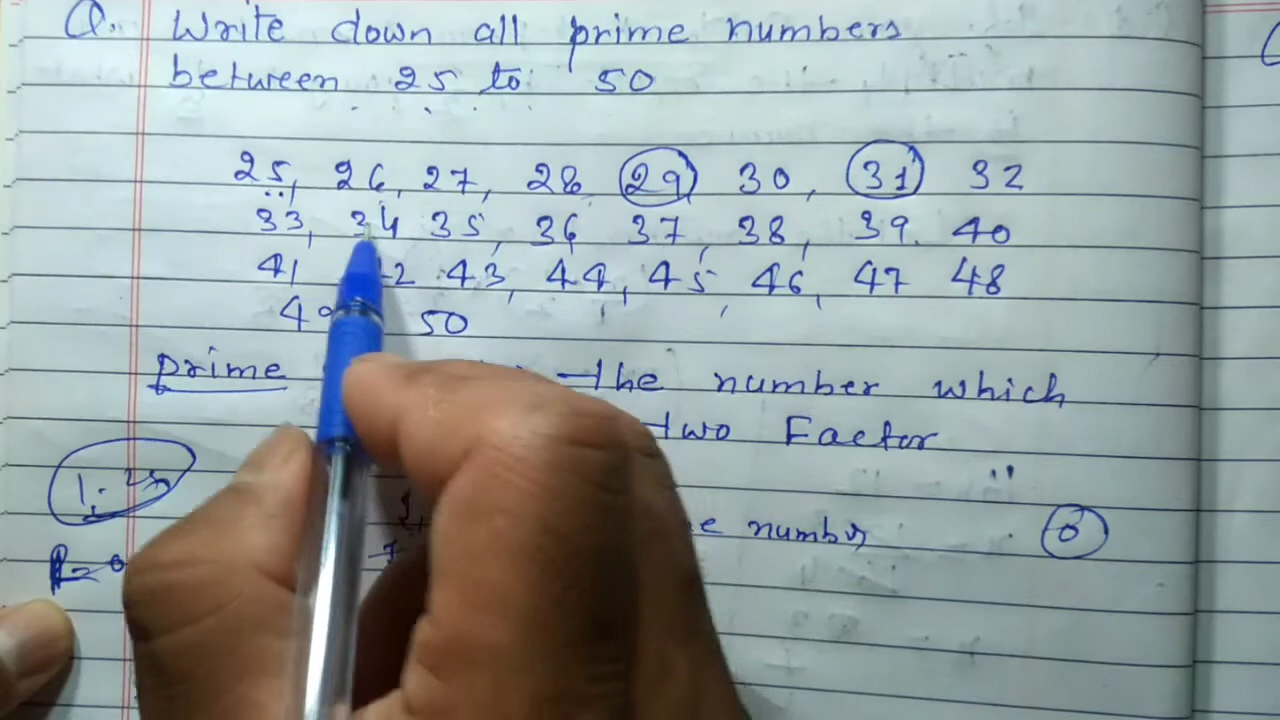 Q. Write down all prime numbers
between 25 to 50
25, 26, 27, 28 29 30, 31 32
33, 34 35, 36 37, 38, 39. 40
41 42 43, 44, 45, 46, 47 48
49 50
prime the number which
two Factor
number